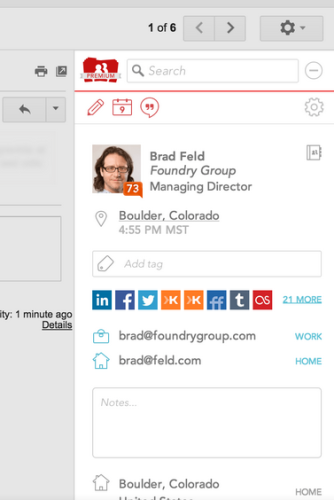 1 of 6
PREMIUM
Search
9
Brad Feld
Foundry Group
Managing Director
73
Boulder, Colorado
4:55 PM MST
Add tag
21 MORE
brad@foundrygroup.com WORK
brad@feld.com HOME
ity: 1 minute ago
Details
Notes...
Boulder, Colorado HOME
United States